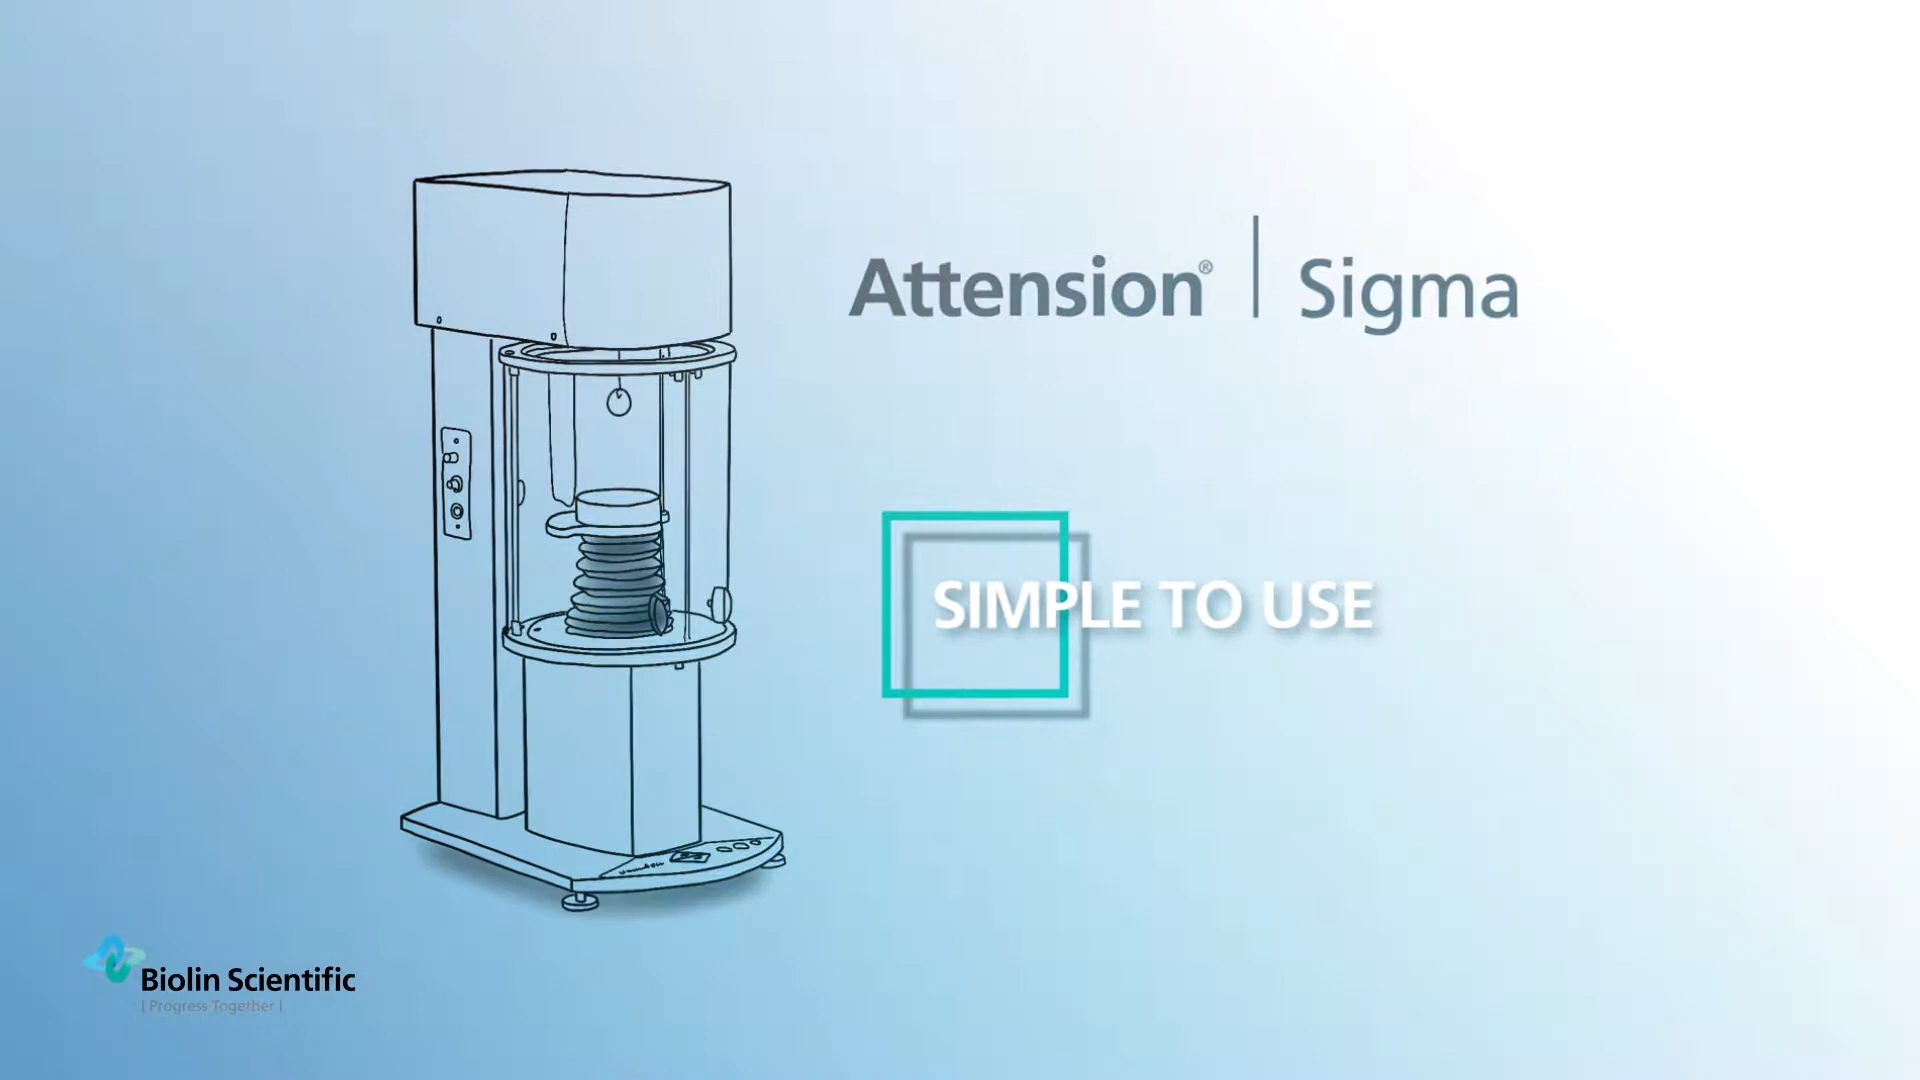 Attension® | Sigma
SIMPLE TO USE
Biolin Scientific
| Progress Together |